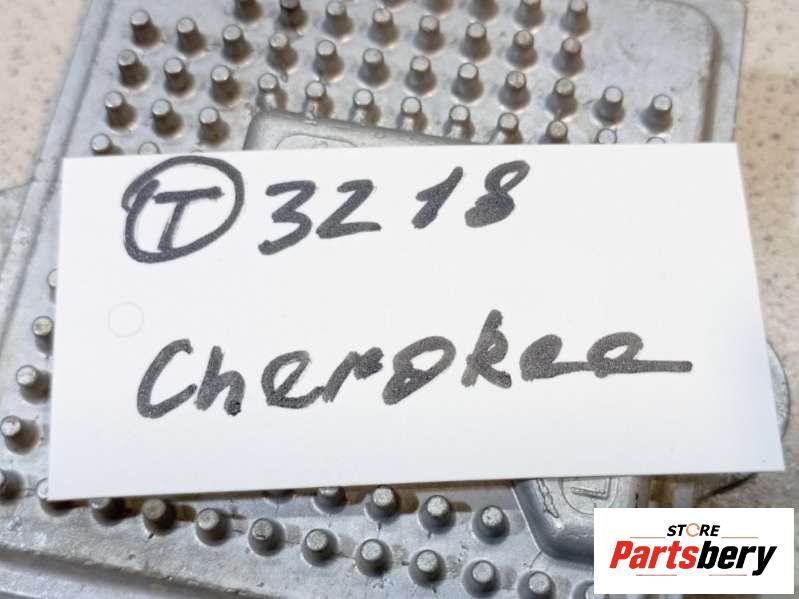 T 3218
Cherokee
STORE
Partsbery